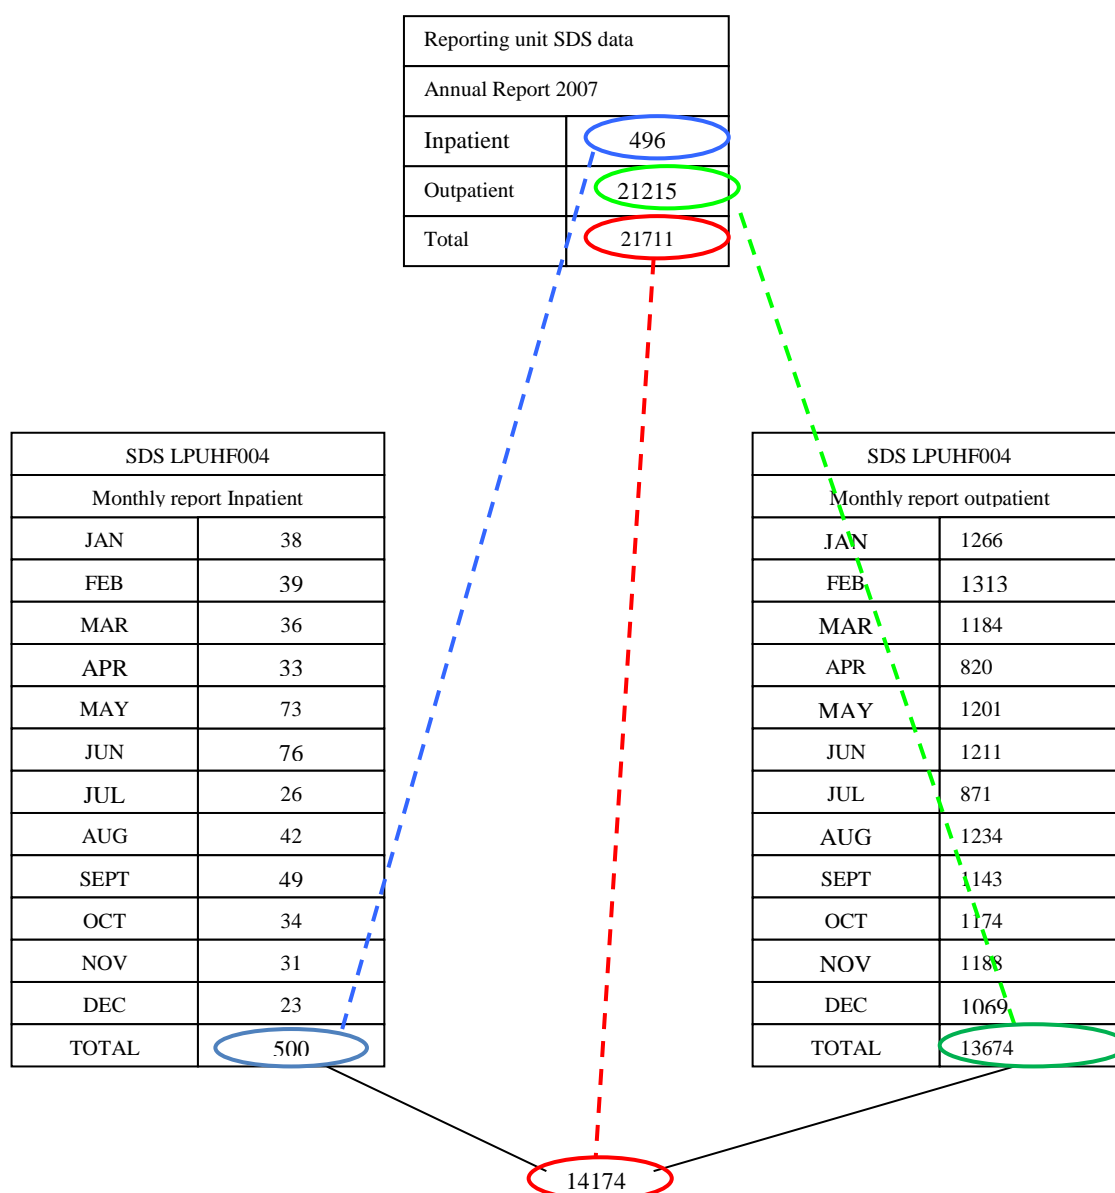 Reporting unit SDS data
Annual Report 2007
Inpatient 496
Outpatient 21215
Total 21711
SDS LPUHF004
Monthly report Inpatient
JAN 38
FEB 39
MAR 36
APR 33
MAY 73
JUN 76
JUL 26
AUG 42
SEPT 49
OCT 34
NOV 31
DEC 23
TOTAL 500
SDS LPUHF004
Monthly report outpatient
JAN 1266
FEB 1313
MAR 1184
APR 820
MAY 1201
JUN 1211
JUL 871
AUG 1234
SEPT 1143
OCT 1174
NOV 1188
DEC 1069
TOTAL 13674
14174